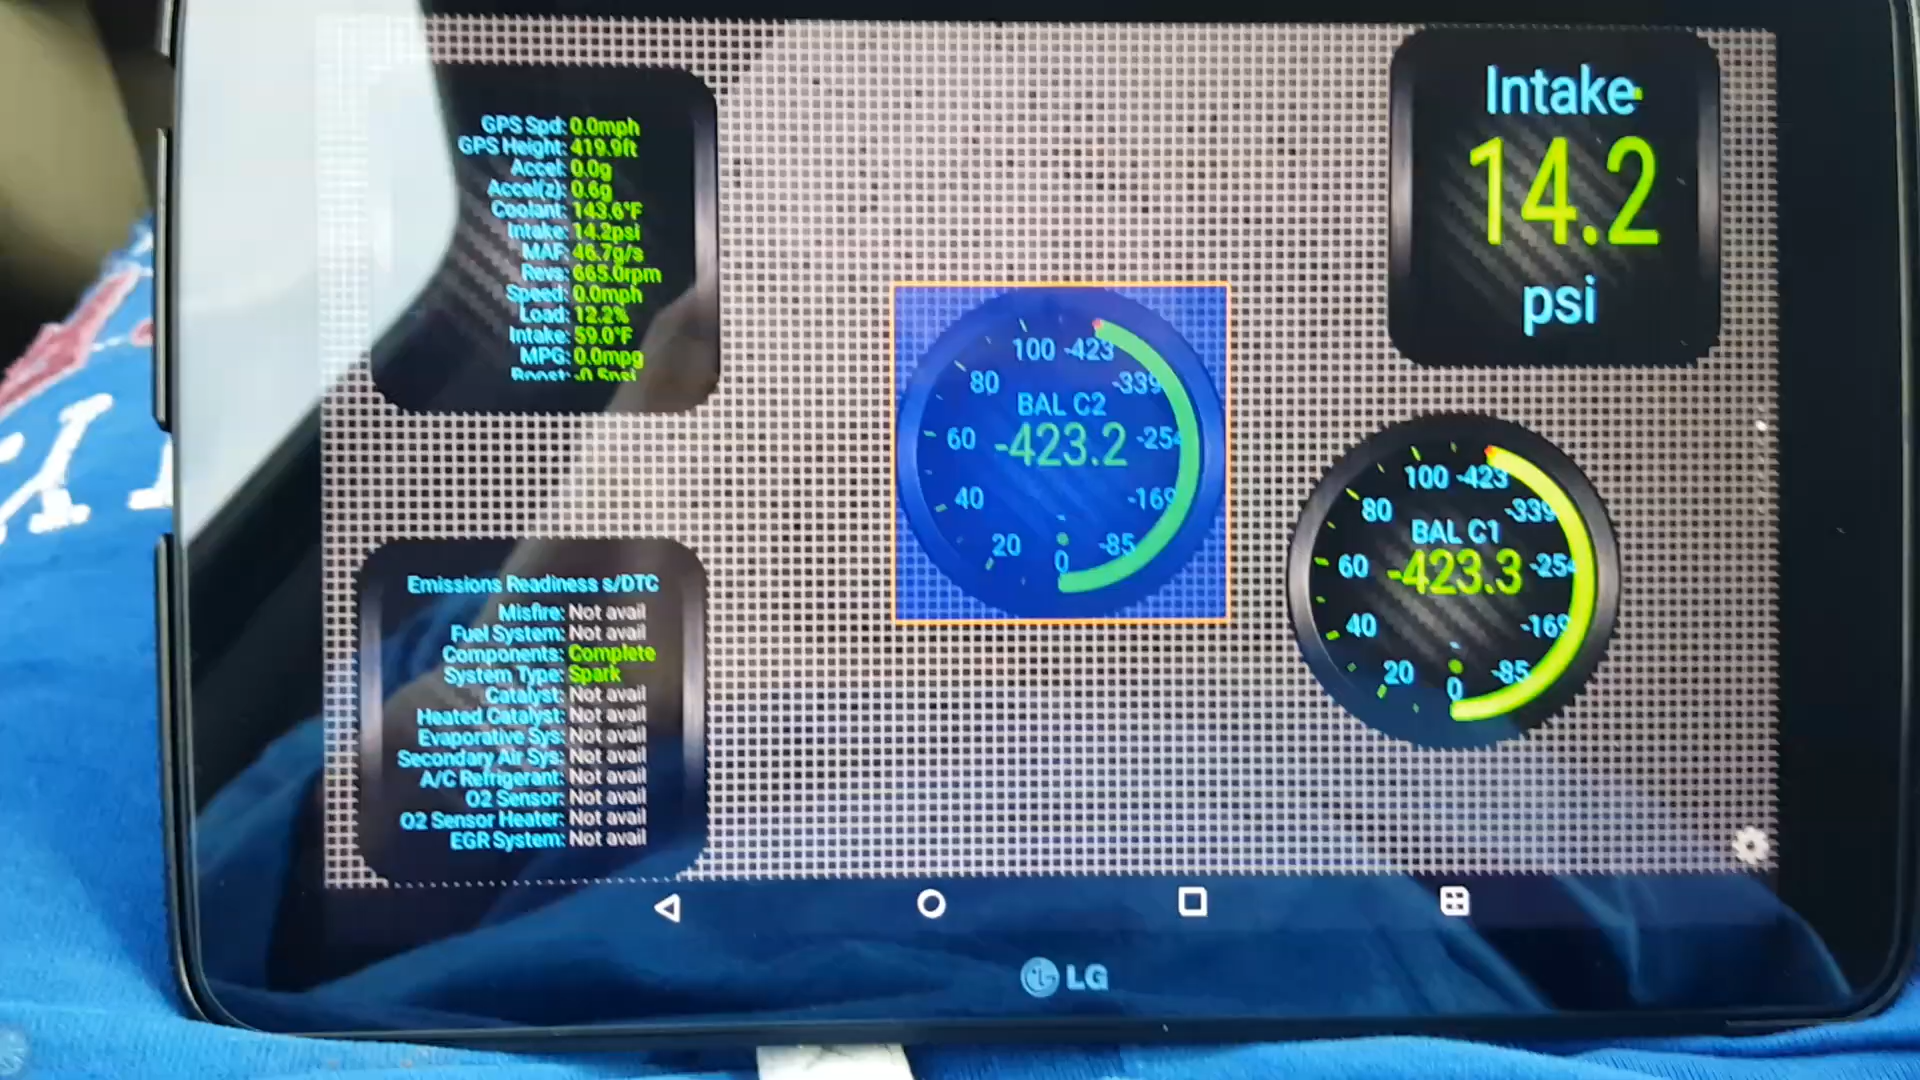 GPS Spd: 0.0mph
GPS Height: 419.9ft
Accel: 0.0g
Accel(z): 0.6g
Coolant: 143.6°F
Intake: 14.2psi
MAF: 46.7g/s
Revs: 665.0rpm
Speed: 0.0mph
Load: 12.2%
Intake: 59.0°F
MPG: 0.0mpg
Boost: -0.5psi
Intake
14.2
psi
100 -423
80 -339
BAL C2
60 -423.2 -254
40 -169
20 -85
0
100 -423
80 -339
BAL C1
60 -423.3 -254
40 -169
20 -85
0
Emissions Readiness s/DTC
Misfire: Not avail
Fuel System: Not avail
Components: Complete
System Type: Spark
Catalyst: Not avail
Heated Catalyst: Not avail
Evaporative Sys: Not avail
Secondary Air Sys: Not avail
A/C Refrigerant: Not avail
O2 Sensor: Not avail
O2 Sensor Heater: Not avail
EGR System: Not avail
LG